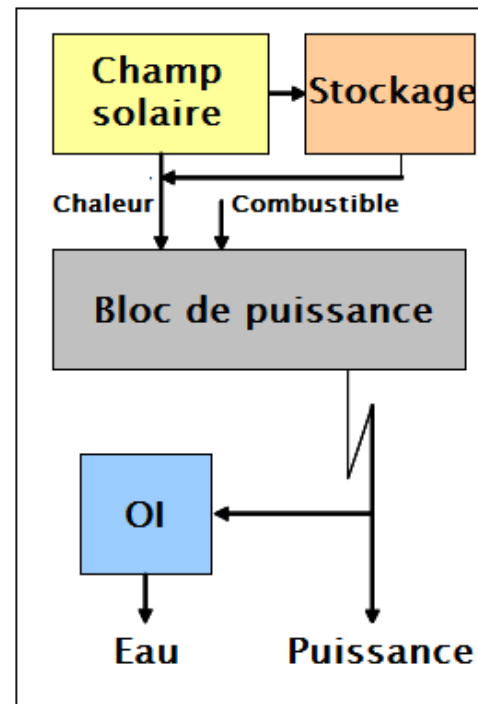 Champ
solaire
Stockage
Chaleur
Combustible
Bloc de puissance
OI
Eau
Puissance